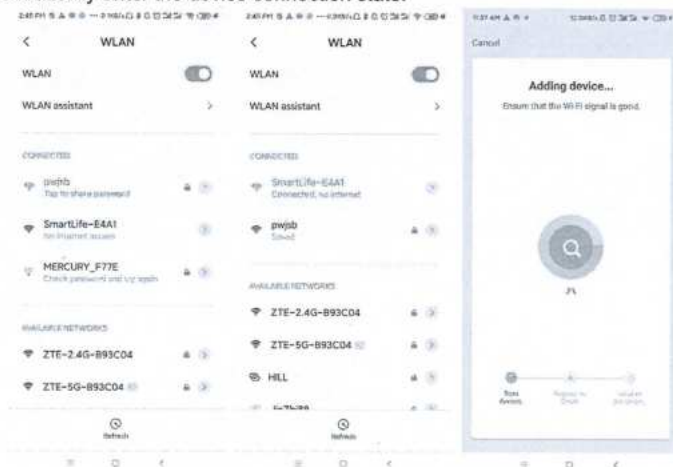 WLAN
WLAN
WLAN assistant
CONNECTED
pwjsb
Tap to share password
SmartLife-E4A1
No internet access
MERCURY_F77E
Check password and try again
AVAILABLE NETWORKS
ZTE-2.4G-B93C04
ZTE-5G-B93C04
Refresh
WLAN
WLAN
WLAN assistant
CONNECTED
SmartLife-E4A1
Connected, no internet
pwjsb
Saved
AVAILABLE NETWORKS
ZTE-2.4G-B93C04
ZTE-5G-B93C04
HILL
Refresh
Cancel
Adding device...
Ensure that the Wi-Fi signal is good.